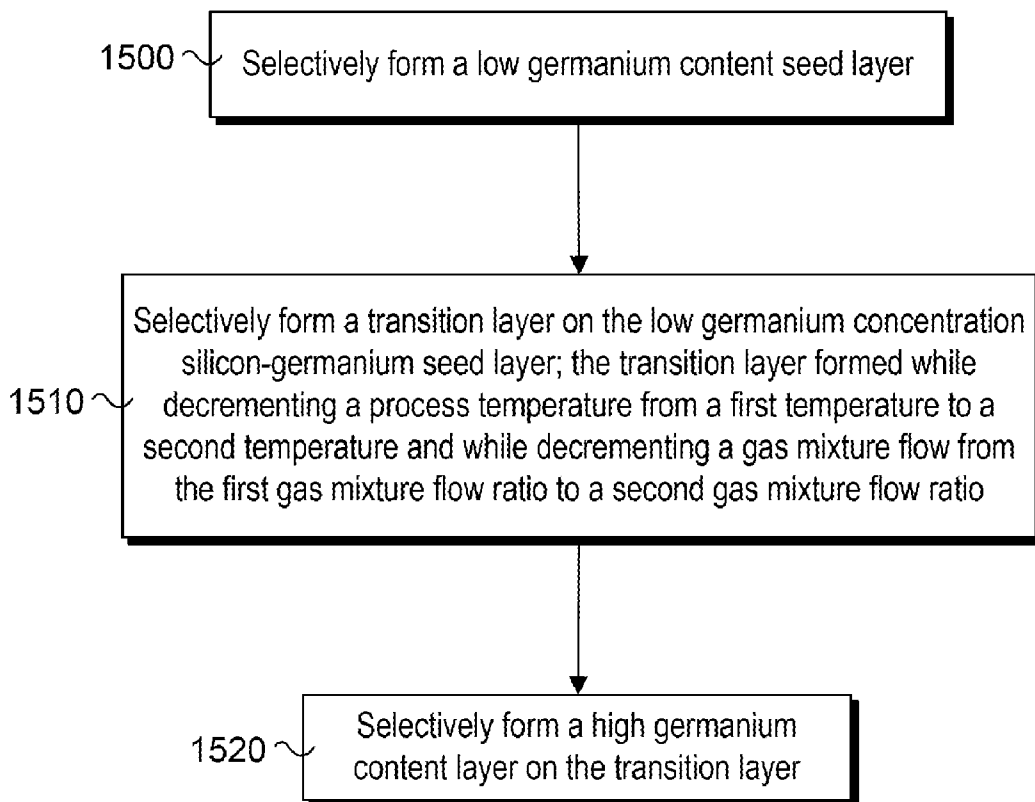 1500
Selectively form a low germanium content seed layer
Selectively form a transition layer on the low germanium concentration
silicon-germanium seed layer; the transition layer formed while
1510
decrementing a process temperature from a first temperature to a
second temperature and while decrementing a gas mixture flow from
the first gas mixture flow ratio to a second gas mixture flow ratio
Selectively form a high germanium
1520
content layer on the transition layer